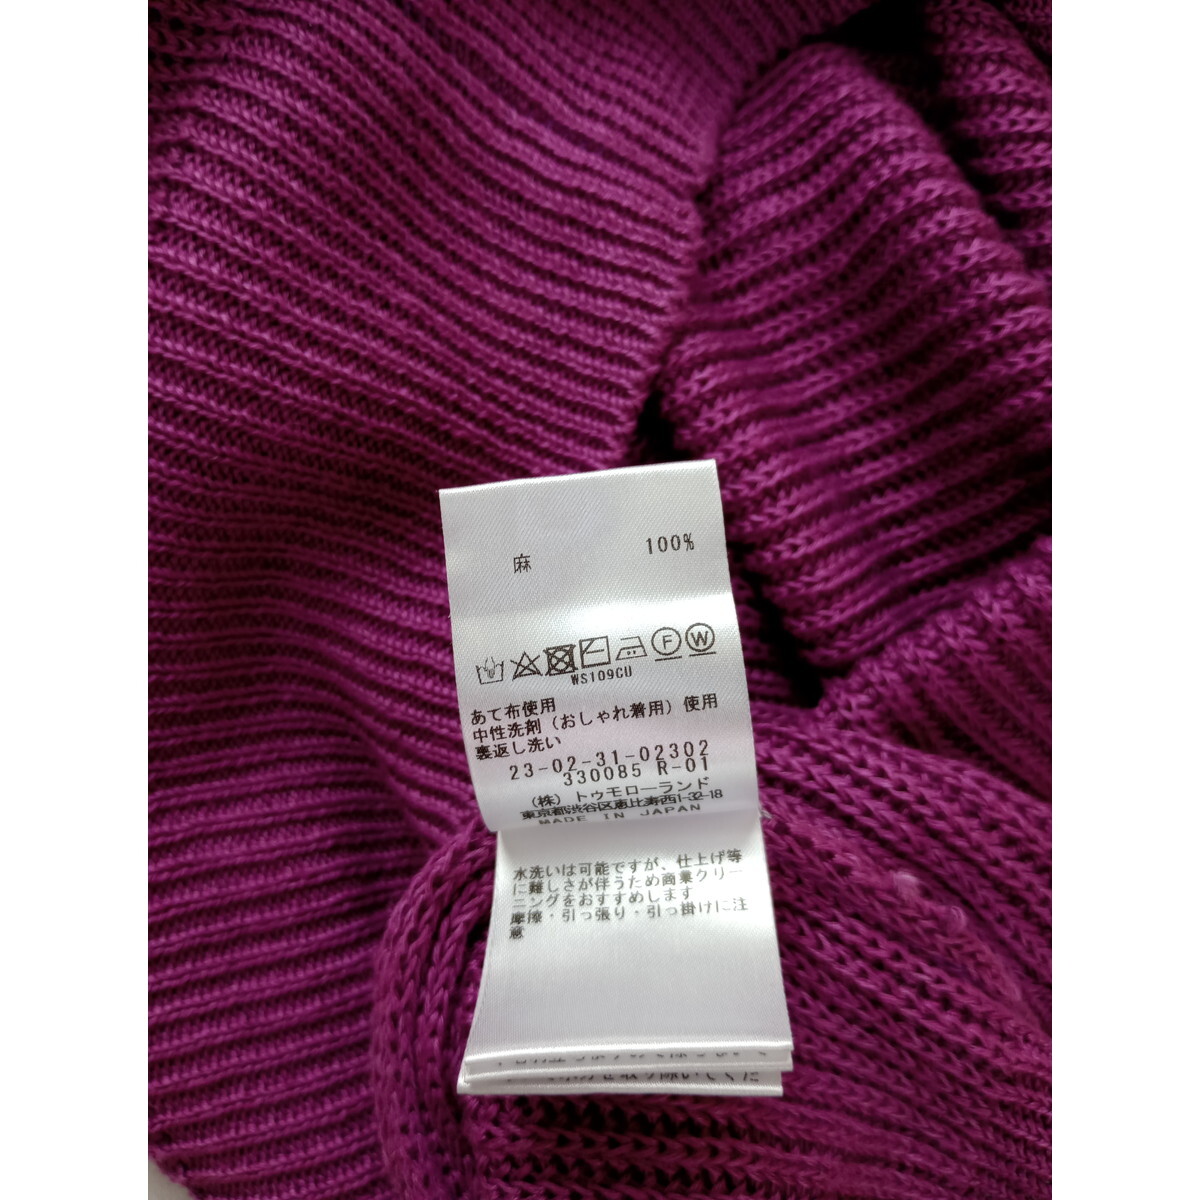 麻 100%
F W
WS109CU
あて布使用
中性洗剤（おしゃれ着用）使用
裏返し洗い
23-02-31-02302
330085 R-01
（株）トゥモローランド
東京都渋谷区恵比寿西1-32-18
MADE IN JAPAN
水洗いは可能ですが、仕上げ等
に難しさが伴うため商業クリー
ニングをおすすめします
摩擦・引っ張り・引っ掛けに注
意